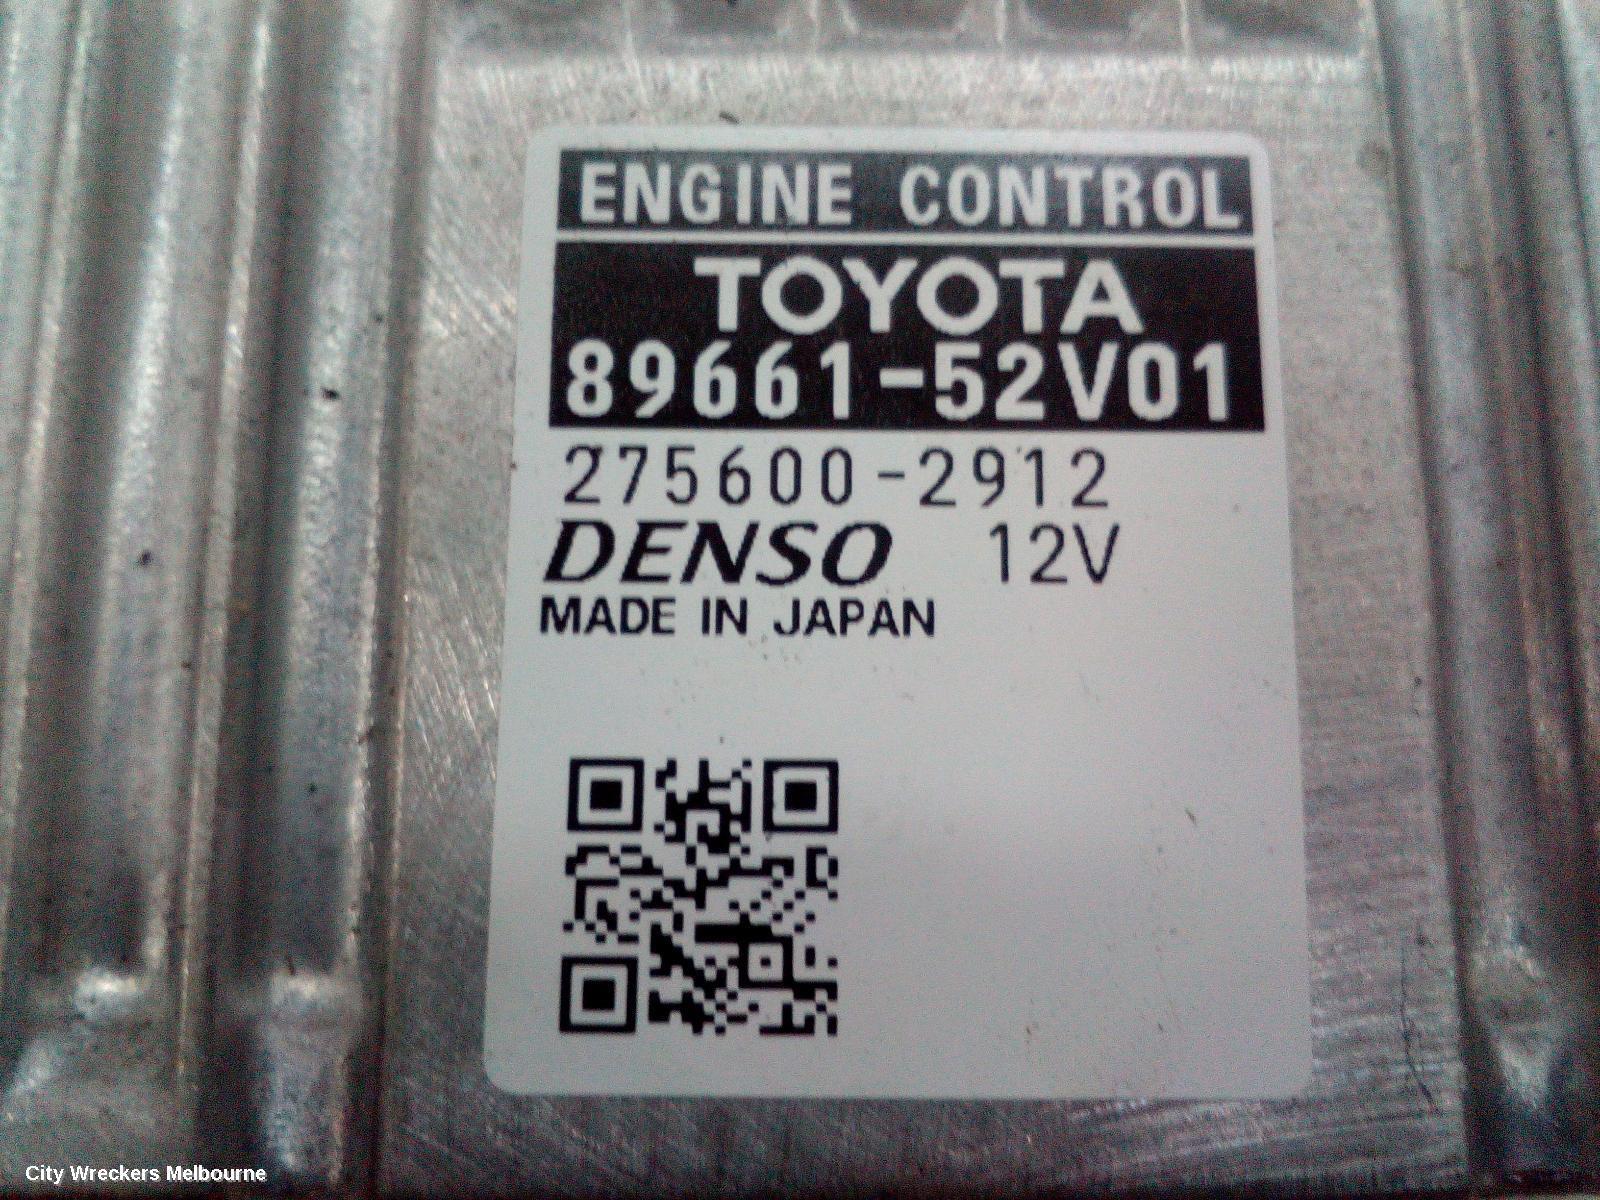 ENGINE CONTROL
TOYOTA
89661-52V01
275600-2912
DENSO 12V
MADE IN JAPAN
City Wreckers Melbourne